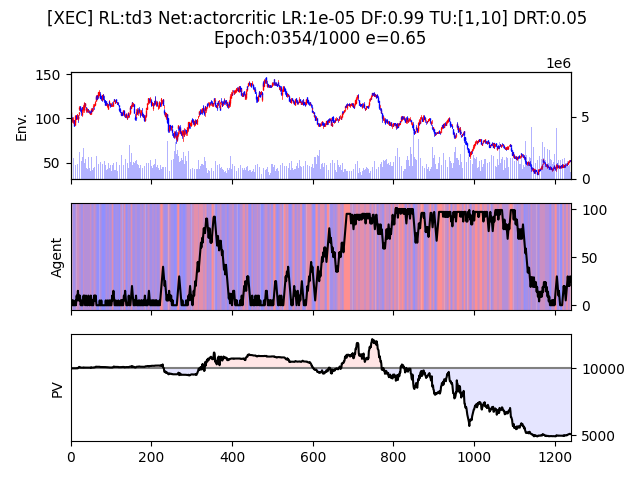 [XEC] RL:td3 Net:actorcritic LR:1e-05 DF:0.99 TU:[1,10] DRT:0.05
Epoch:0354/1000 e=0.65
1e6
150
100
50
Env.
5
0
Agent
100
50
0
PV
10000
5000
0 200 400 600 800 1000 1200